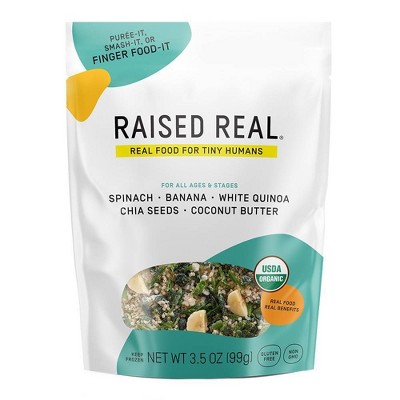 PURÉE-IT,
SMASH-IT, OR
FINGER FOOD-IT
RAISED REAL®
REAL FOOD FOR TINY HUMANS
FOR ALL AGES & STAGES
SPINACH • BANANA • WHITE QUINOA
CHIA SEEDS • COCONUT BUTTER
USDA
ORGANIC
REAL FOOD
REAL BENEFITS
KEEP
FROZEN
NET WT 3.5 OZ (99g)
GLUTEN
FREE
NON
GMO